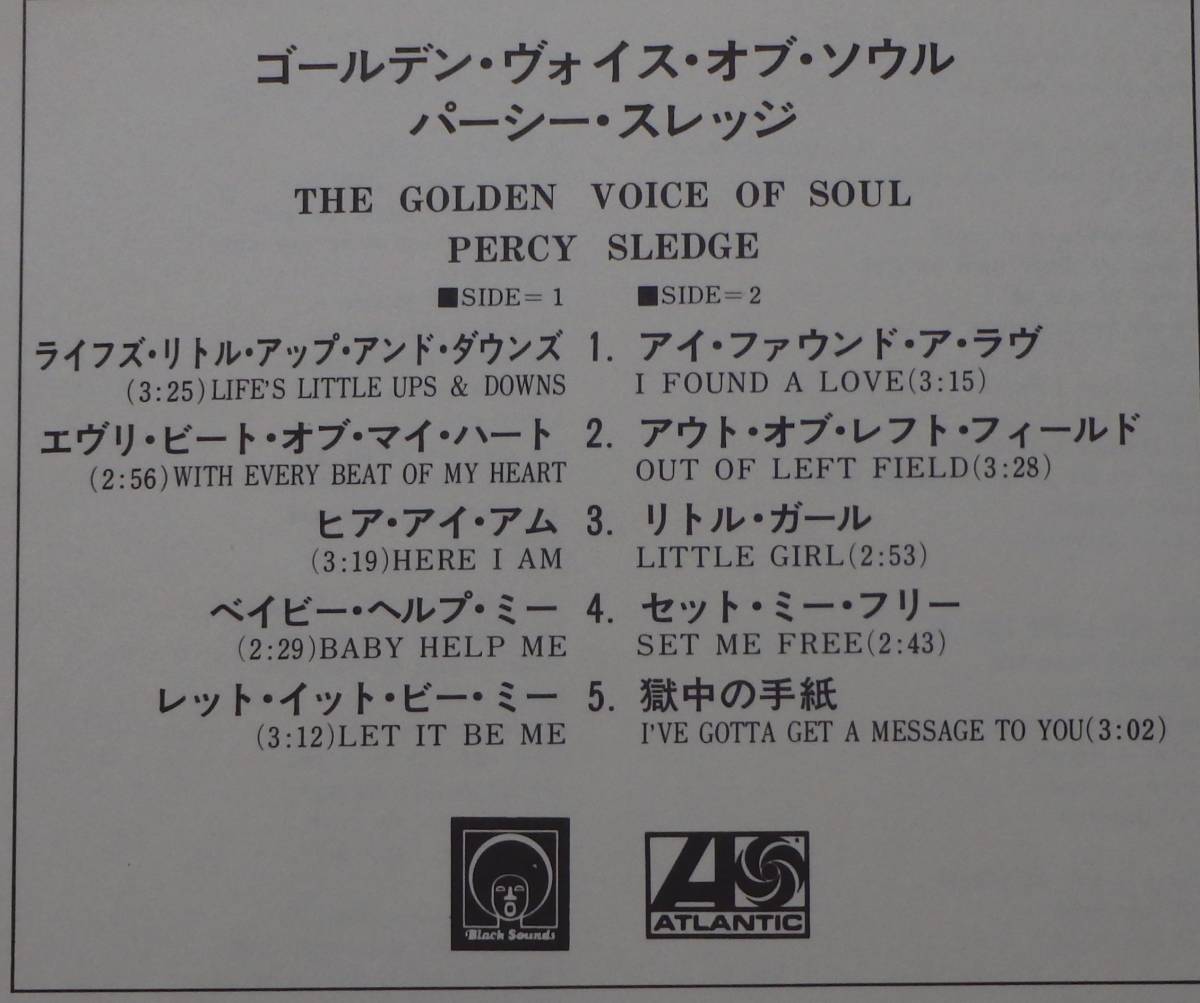 ゴールデン・ヴォイス・オブ・ソウル
パーシー・スレッジ
THE GOLDEN VOICE OF SOUL
PERCY SLEDGE
■SIDE=1
ライフズ・リトル・アップ・アンド・ダウンズ 1.
(3:25)LIFE'S LITTLE UPS & DOWNS
エヴリ・ビート・オブ・マイ・ハート 2.
(2:56)WITH EVERY BEAT OF MY HEART
ヒア・アイ・アム 3.
(3:19)HERE I AM
ベイビー・ヘルプ・ミー 4.
(2:29)BABY HELP ME
レット・イット・ビー・ミー 5.
(3:12)LET IT BE ME
■SIDE=2
アイ・ファウンド・ア・ラヴ
I FOUND A LOVE(3:15)
アウト・オブ・レフト・フィールド
OUT OF LEFT FIELD(3:28)
リトル・ガール
LITTLE GIRL(2:53)
セット・ミー・フリー
SET ME FREE(2:43)
獄中の手紙
I'VE GOTTA GET A MESSAGE TO YOU(3:02)
Black Sounds
ATLANTIC